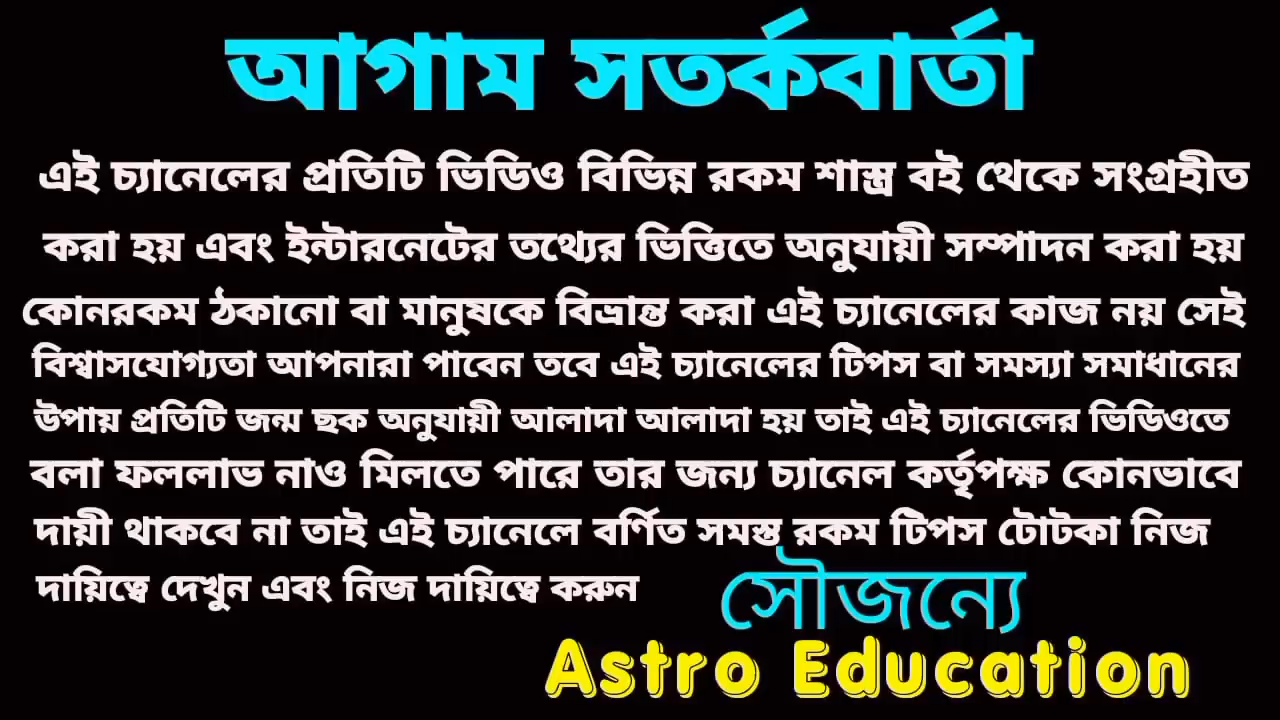 আগাম সতর্কবার্তা
এই চ্যানেলের প্রতিটি ভিডিও বিভিন্ন রকম শাস্ত্র বই থেকে সংগ্রহীত
করা হয় এবং ইন্টারনেটের তথ্যের ভিত্তিতে অনুযায়ী সম্পাদন করা হয়
কোনরকম ঠকানো বা মানুষকে বিভ্রান্ত করা এই চ্যানেলের কাজ নয় সেই
বিশ্বাসযোগ্যতা আপনারা পাবেন তবে এই চ্যানেলের টিপস বা সমস্যা সমাধানের
উপায় প্রতিটি জন্ম ছক অনুযায়ী আলাদা আলাদা হয় তাই এই চ্যানেলের ভিডিওতে
বলা ফললাভ নাও মিলতে পারে তার জন্য চ্যানেল কর্তৃপক্ষ কোনভাবে
দায়ী থাকবে না তাই এই চ্যানেলে বর্ণিত সমস্ত রকম টিপস টোটকা নিজ
দায়িত্বে দেখুন এবং নিজ দায়িত্বে করুন
সৌজন্যে
Astro Education